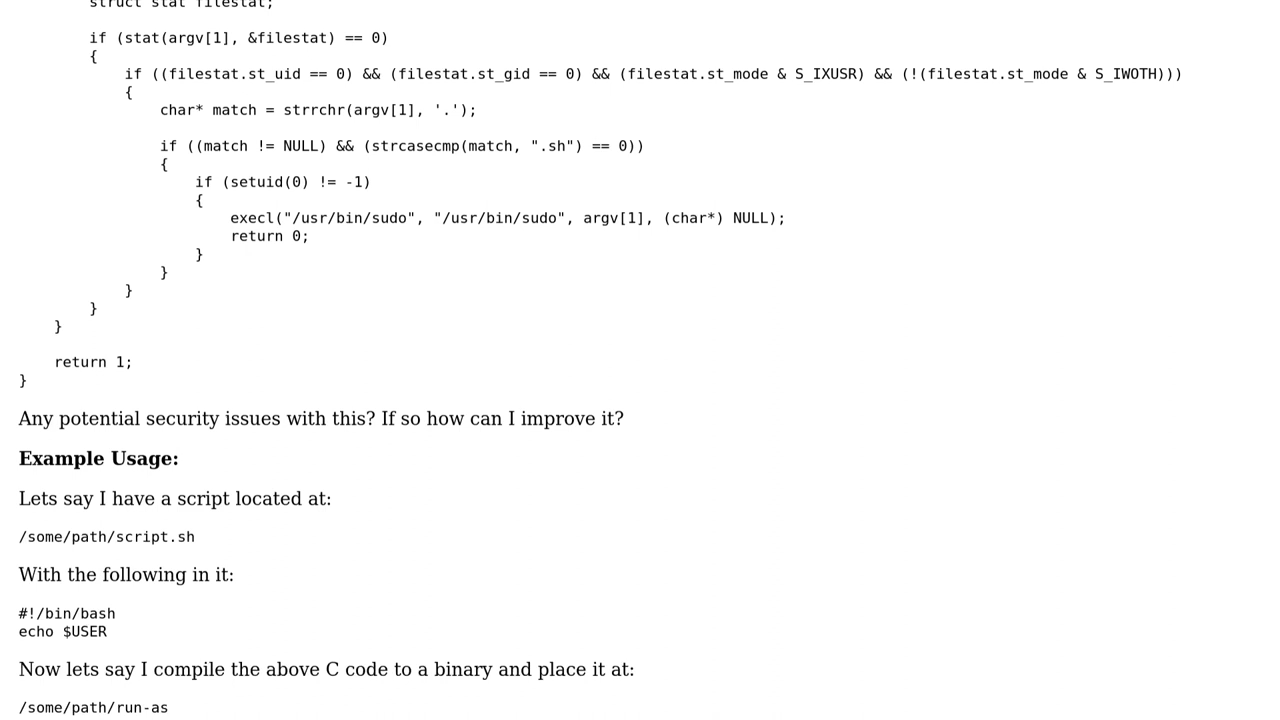 struct stat filestat;
if (stat(argv[1], &filestat) == 0)
{
if ((filestat.st_uid == 0) && (filestat.st_gid == 0) && (filestat.st_mode & S_IXUSR) && (!(filestat.st_mode & S_IWOTH)))
{
char* match = strrchr(argv[1], '.');
if ((match != NULL) && (strcasecmp(match, ".sh") == 0))
{
if (setuid(0) != -1)
{
execl("/usr/bin/sudo", "/usr/bin/sudo", argv[1], (char*) NULL);
return 0;
}
}
}
}
}
return 1;
}
Any potential security issues with this? If so how can I improve it?
Example Usage:
Lets say I have a script located at:
/some/path/script.sh
With the following in it:
#!/bin/bash
echo $USER
Now lets say I compile the above C code to a binary and place it at:
/some/path/run-as